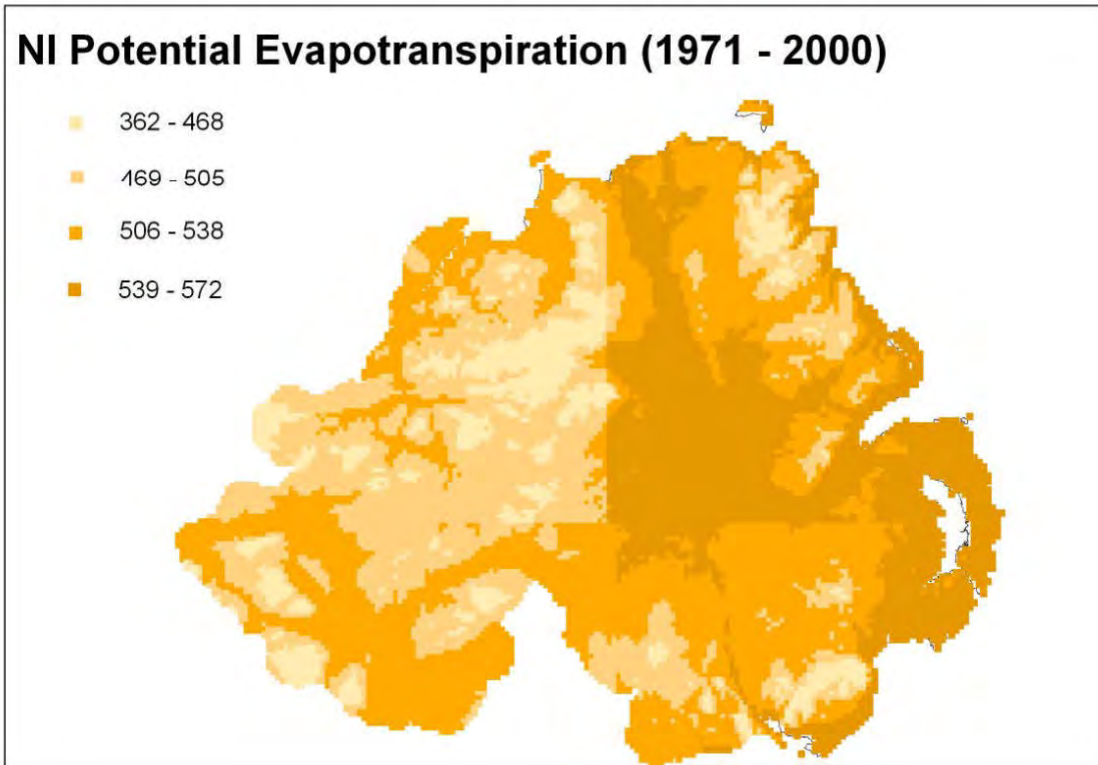 NI Potential Evapotranspiration (1971 - 2000)
362 - 468
469 - 505
506 - 538
539 - 572